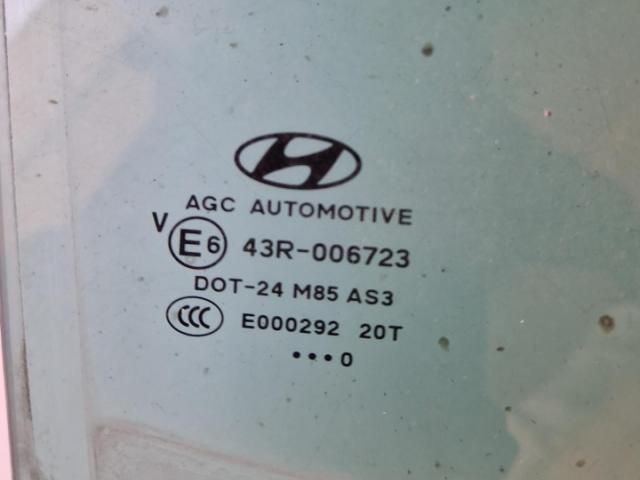 AGC AUTOMOTIVE
V E6 43R-006723
DOT-24 M85 AS3
CCC E000292 20T
•••0